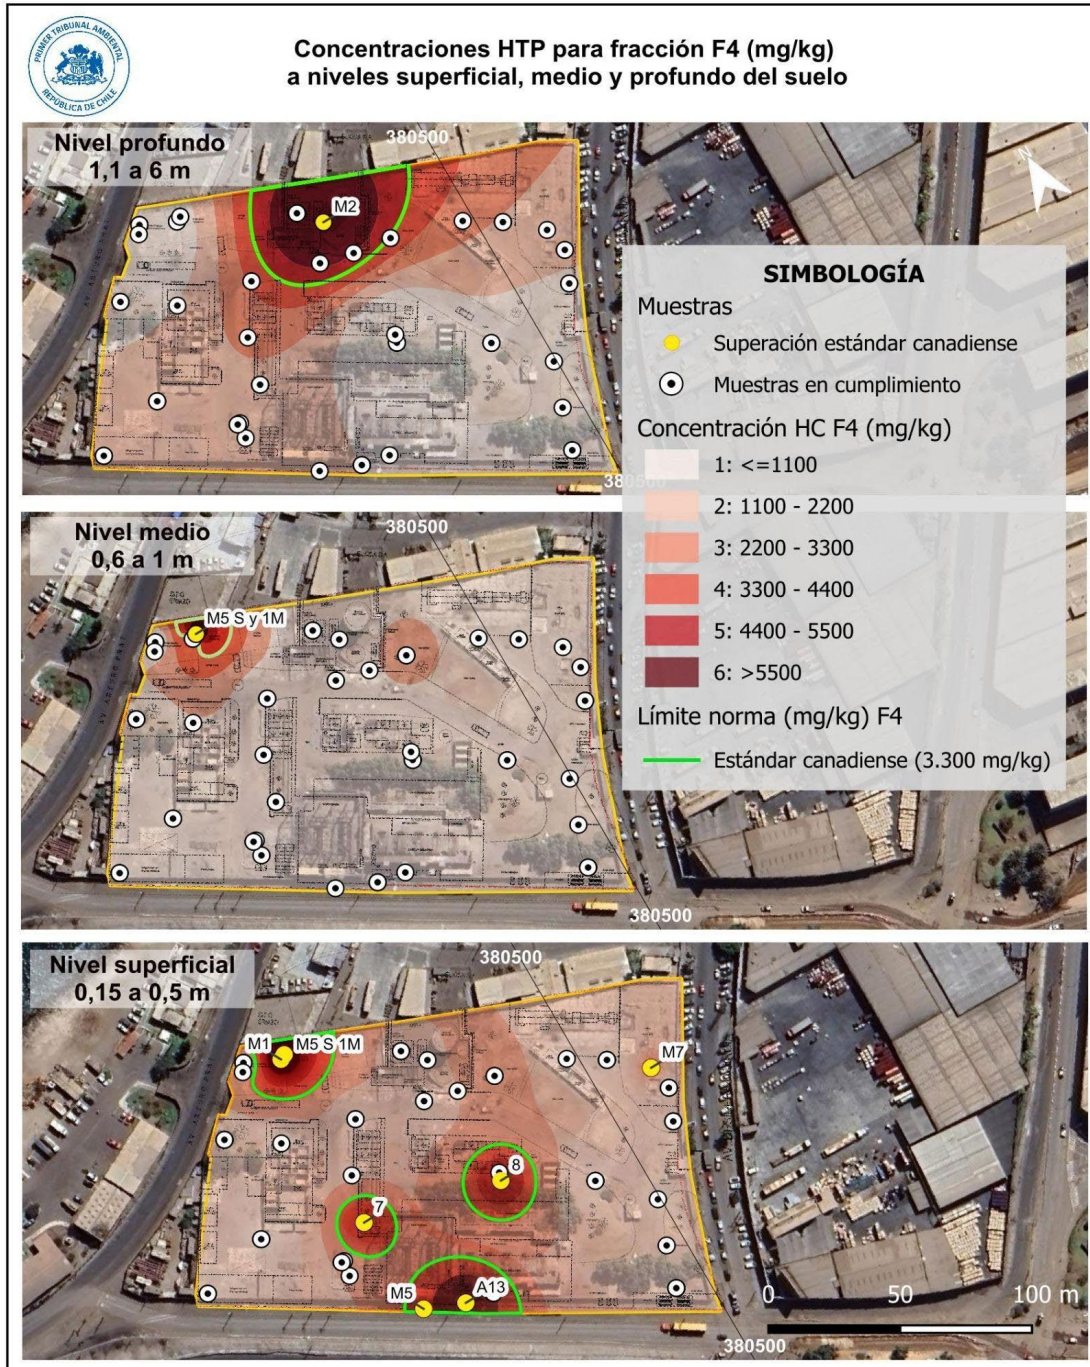 PRIMER TRIBUNAL AMBIENTAL
REPÚBLICA DE CHILE
Concentraciones HTP para fracción F4 (mg/kg)
a niveles superficial, medio y profundo del suelo
Nivel profundo
1,1 a 6 m
380500
M2
N
380500
SIMBOLOGÍA
Muestras
Superación estándar canadiense
Muestras en cumplimiento
Concentración HC F4 (mg/kg)
1: <=1100
2: 1100 - 2200
3: 2200 - 3300
4: 3300 - 4400
5: 4400 - 5500
6: >5500
Límite norma (mg/kg) F4
Estándar canadiense (3.300 mg/kg)
Nivel medio
0,6 a 1 m
380500
M5 S y 1M
380500
Nivel superficial
0,15 a 0,5 m
380500
M1
M5 S 1M
M7
8
7
M5
A13
0
50
100 m
380500